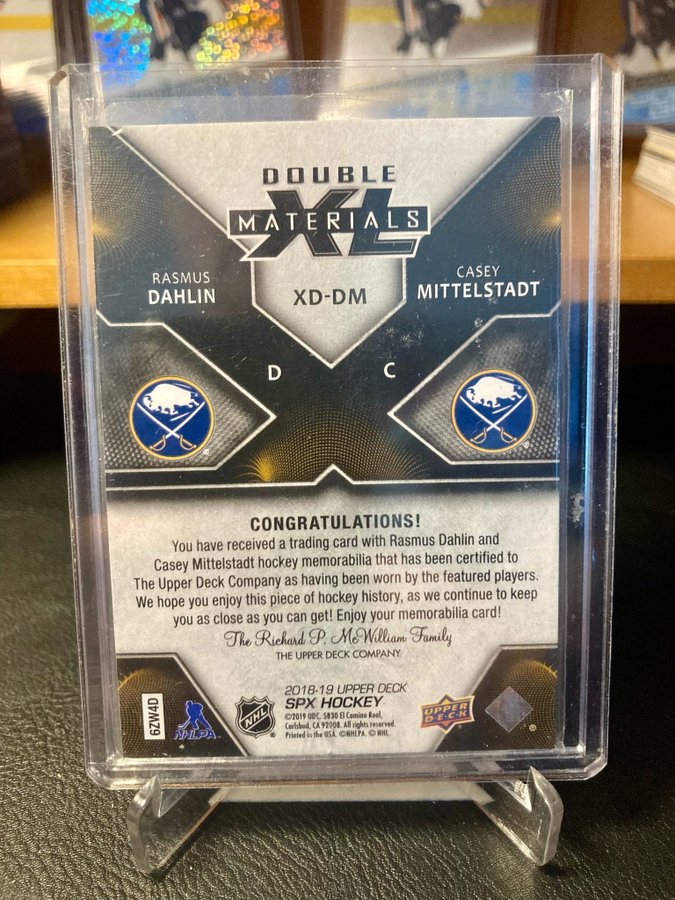 DOUBLE
XL
MATERIALS
RASMUS
DAHLIN
XD-DM
CASEY
MITTELSTADT
D
C
CONGRATULATIONS!
You have received a trading card with Rasmus Dahlin and
Casey Mittelstadt hockey memorabilia that has been certified to
The Upper Deck Company as having been worn by the featured players.
We hope you enjoy this piece of hockey history, as we continue to keep
you as close as you can get! Enjoy your memorabilia card!
The Richard P. McWilliam Family
THE UPPER DECK COMPANY
6ZW4D
NHLPA
NHL
2018-19 UPPER DECK
SPX HOCKEY
©2019 UDC. 5830 El Camino Real,
Carlsbad, CA 92008. All rights reserved.
Printed in the USA. ©NHLPA. © NHL.
UPPER
DECK